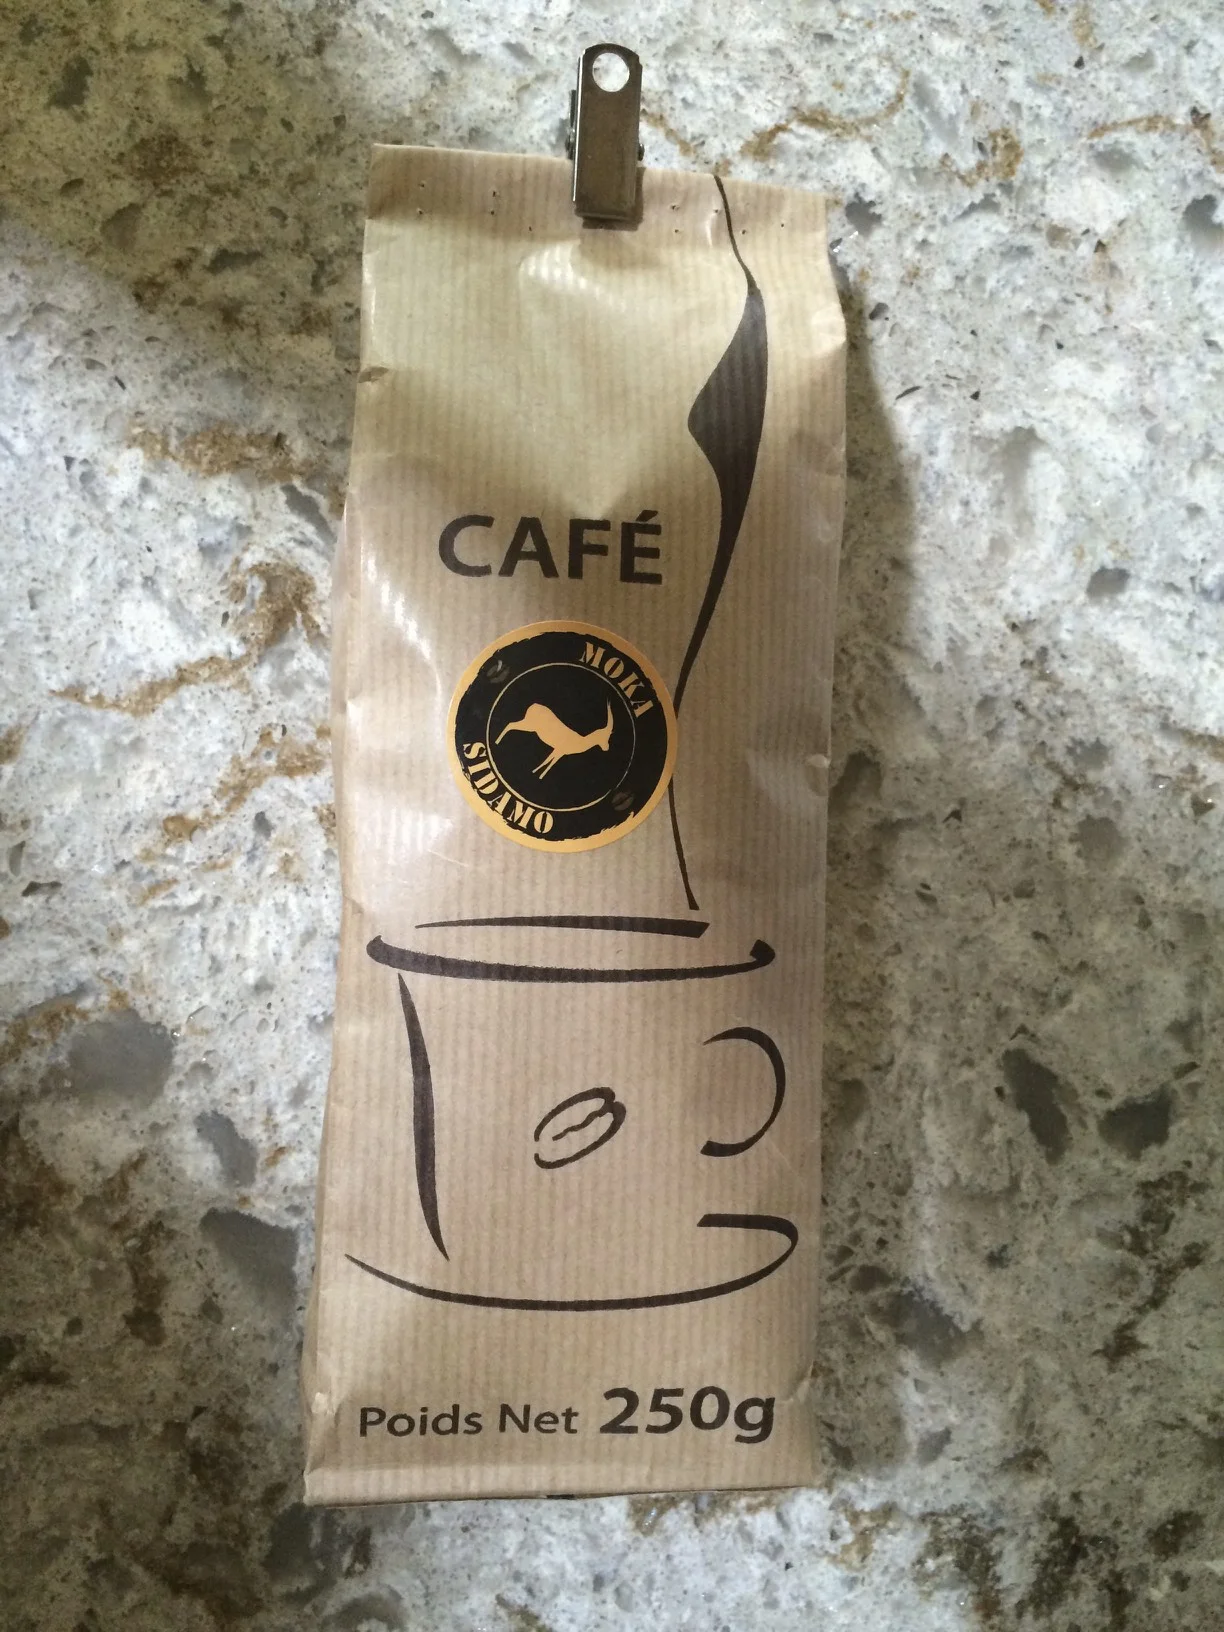 CAFÉ
MOKA
SIDAMO
Poids Net 250g